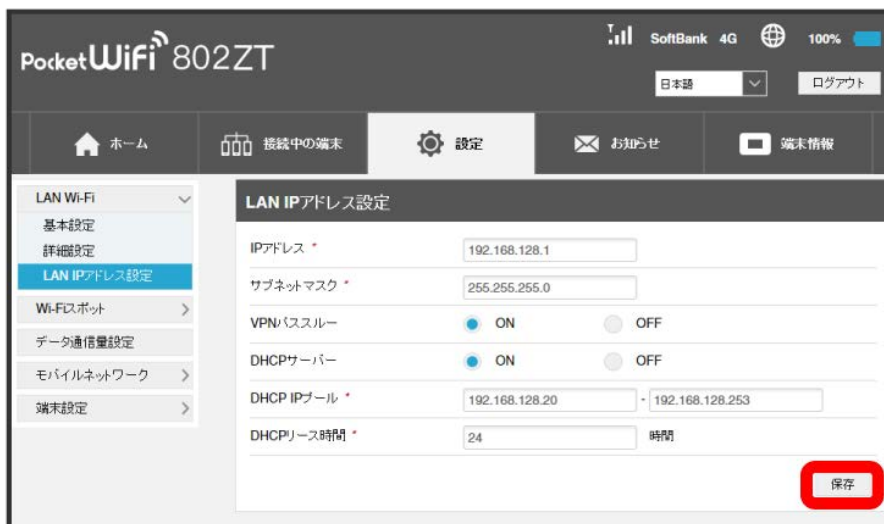 SoftBank 4G 100%
PocketWiFi 802ZT
日本語 ログアウト
ホーム 接続中の端末 設定 お知らせ 端末情報
LAN Wi-Fi
基本設定
詳細設定
LAN IPアドレス設定
Wi-Fiスポット
データ通信量設定
モバイルネットワーク
端末設定
LAN IPアドレス設定
IPアドレス * 192.168.128.1
サブネットマスク * 255.255.255.0
VPNパススルー ON OFF
DHCPサーバー ON OFF
DHCP IPプール * 192.168.128.20 - 192.168.128.253
DHCPリース時間 * 24 時間
保存